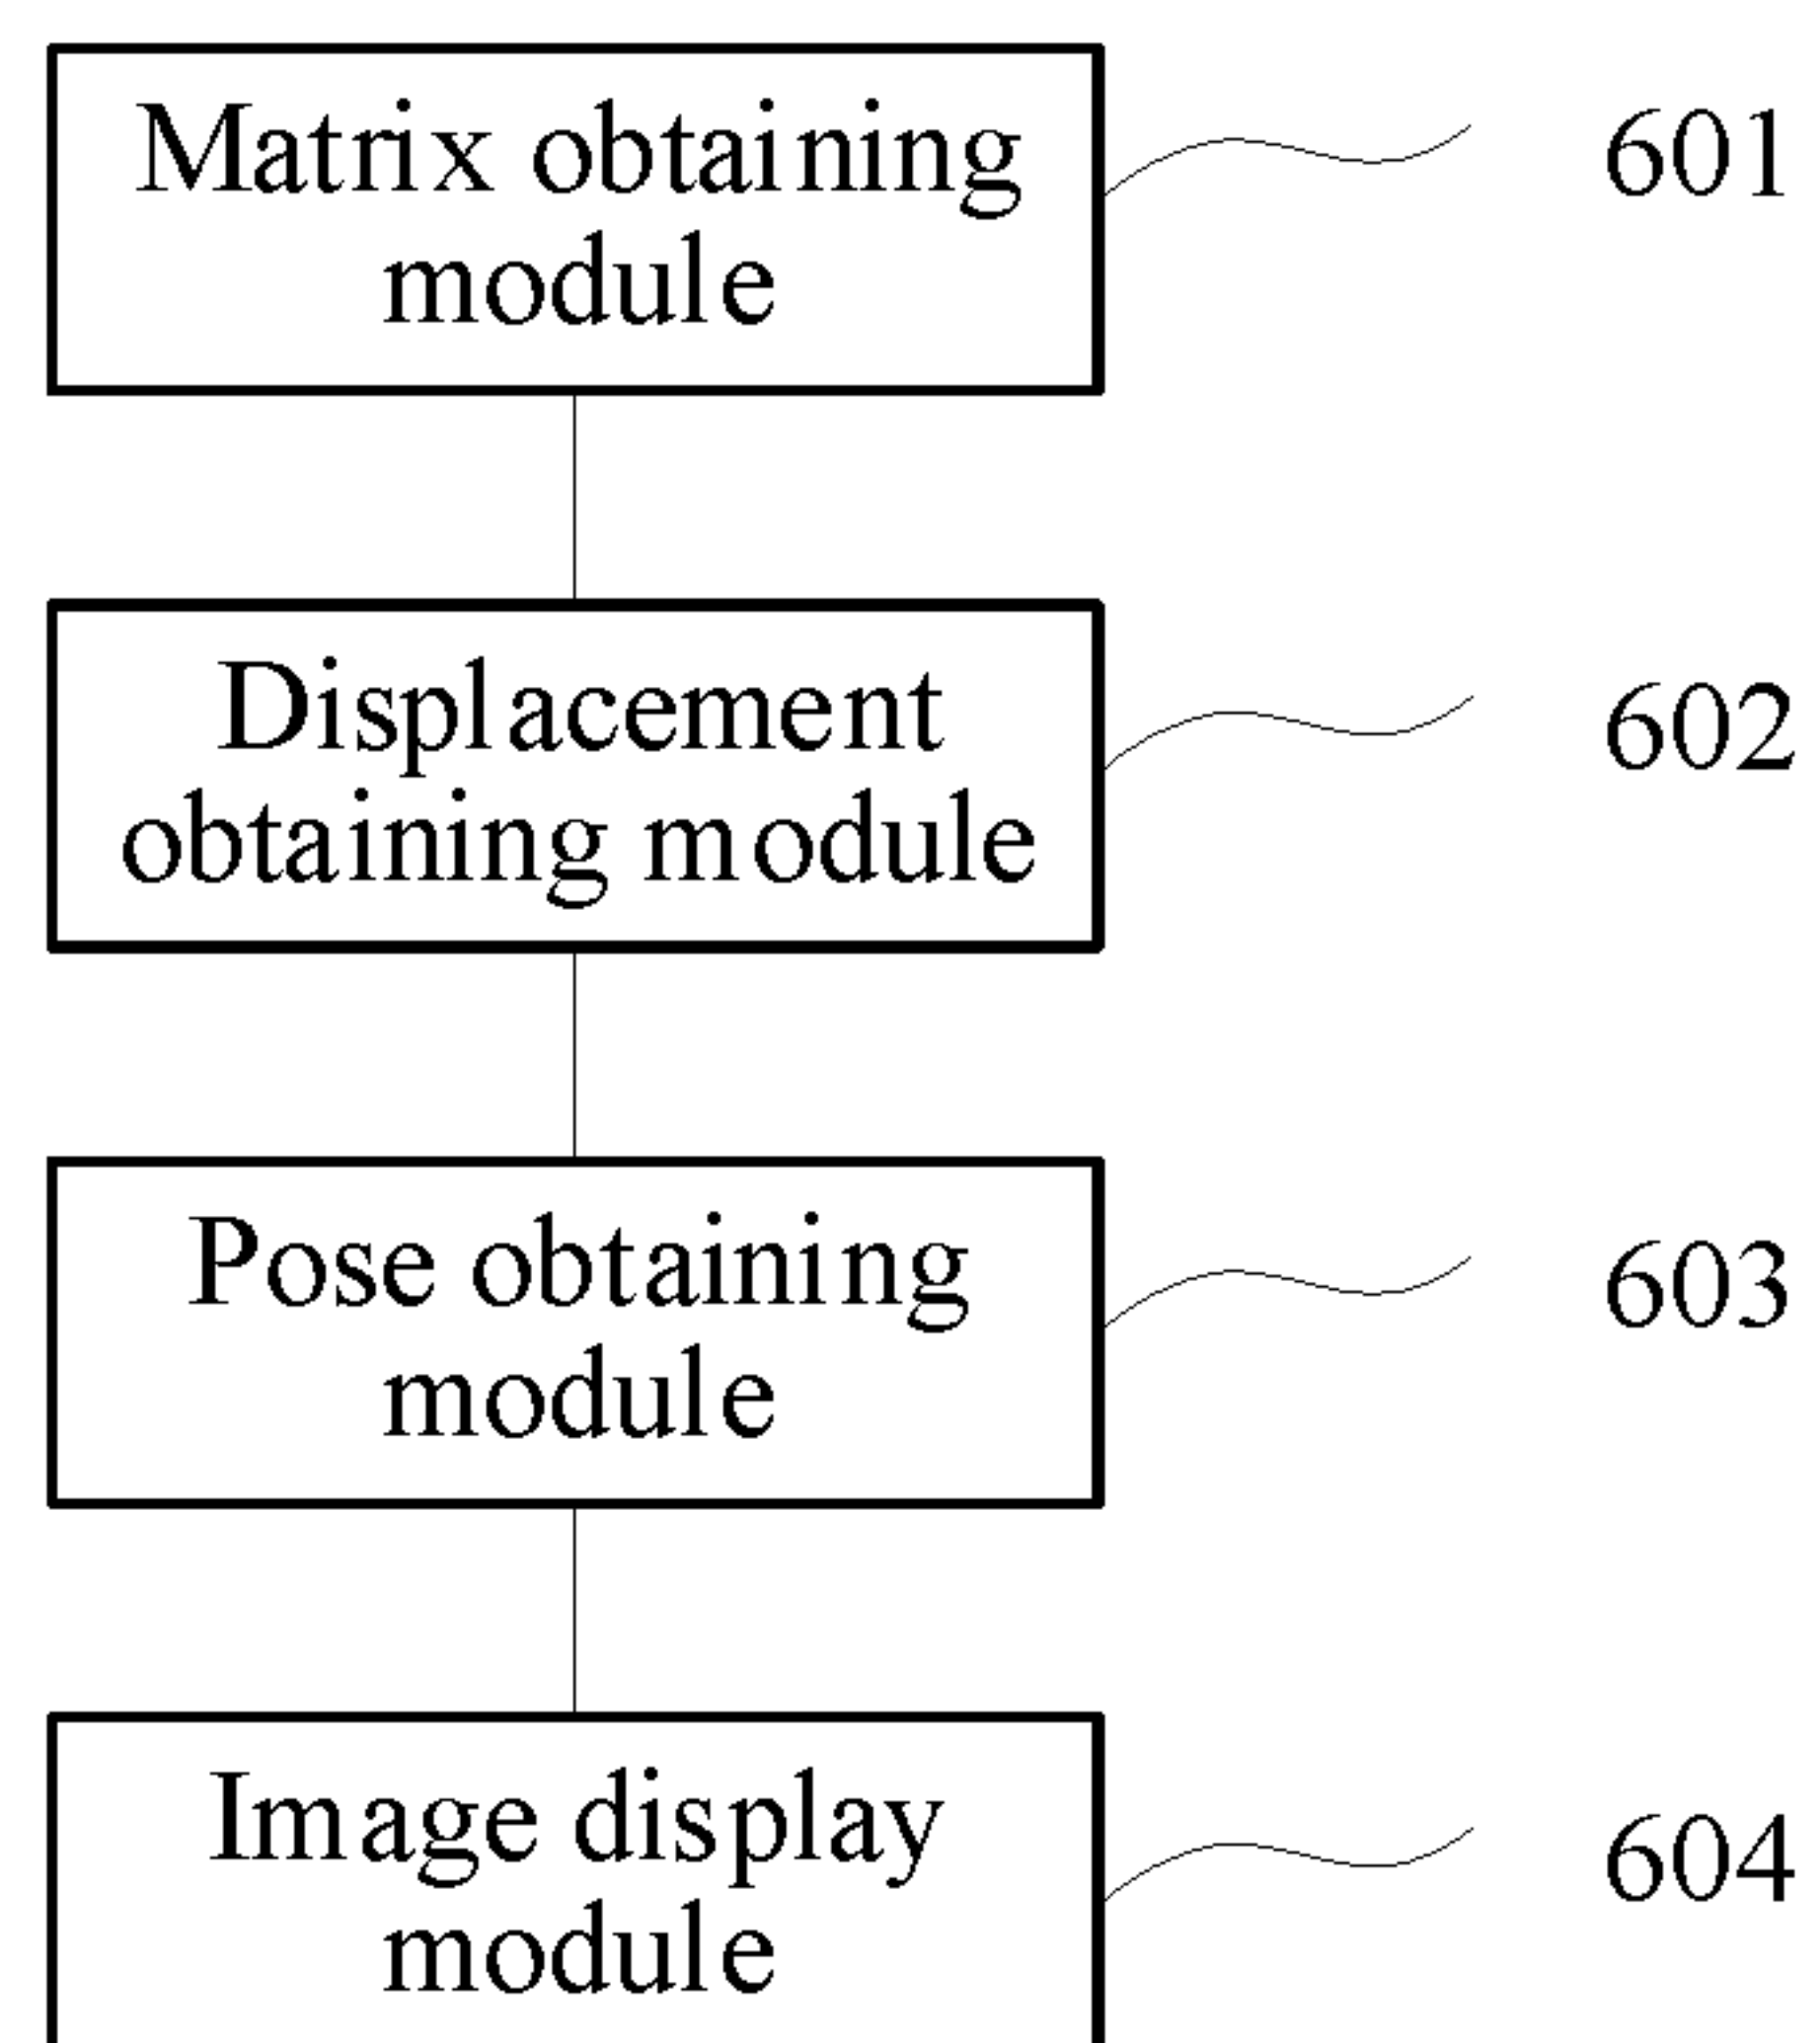 Matrix obtaining
module
601
Displacement
obtaining module
602
Pose obtaining
module
603
Image display
module
604